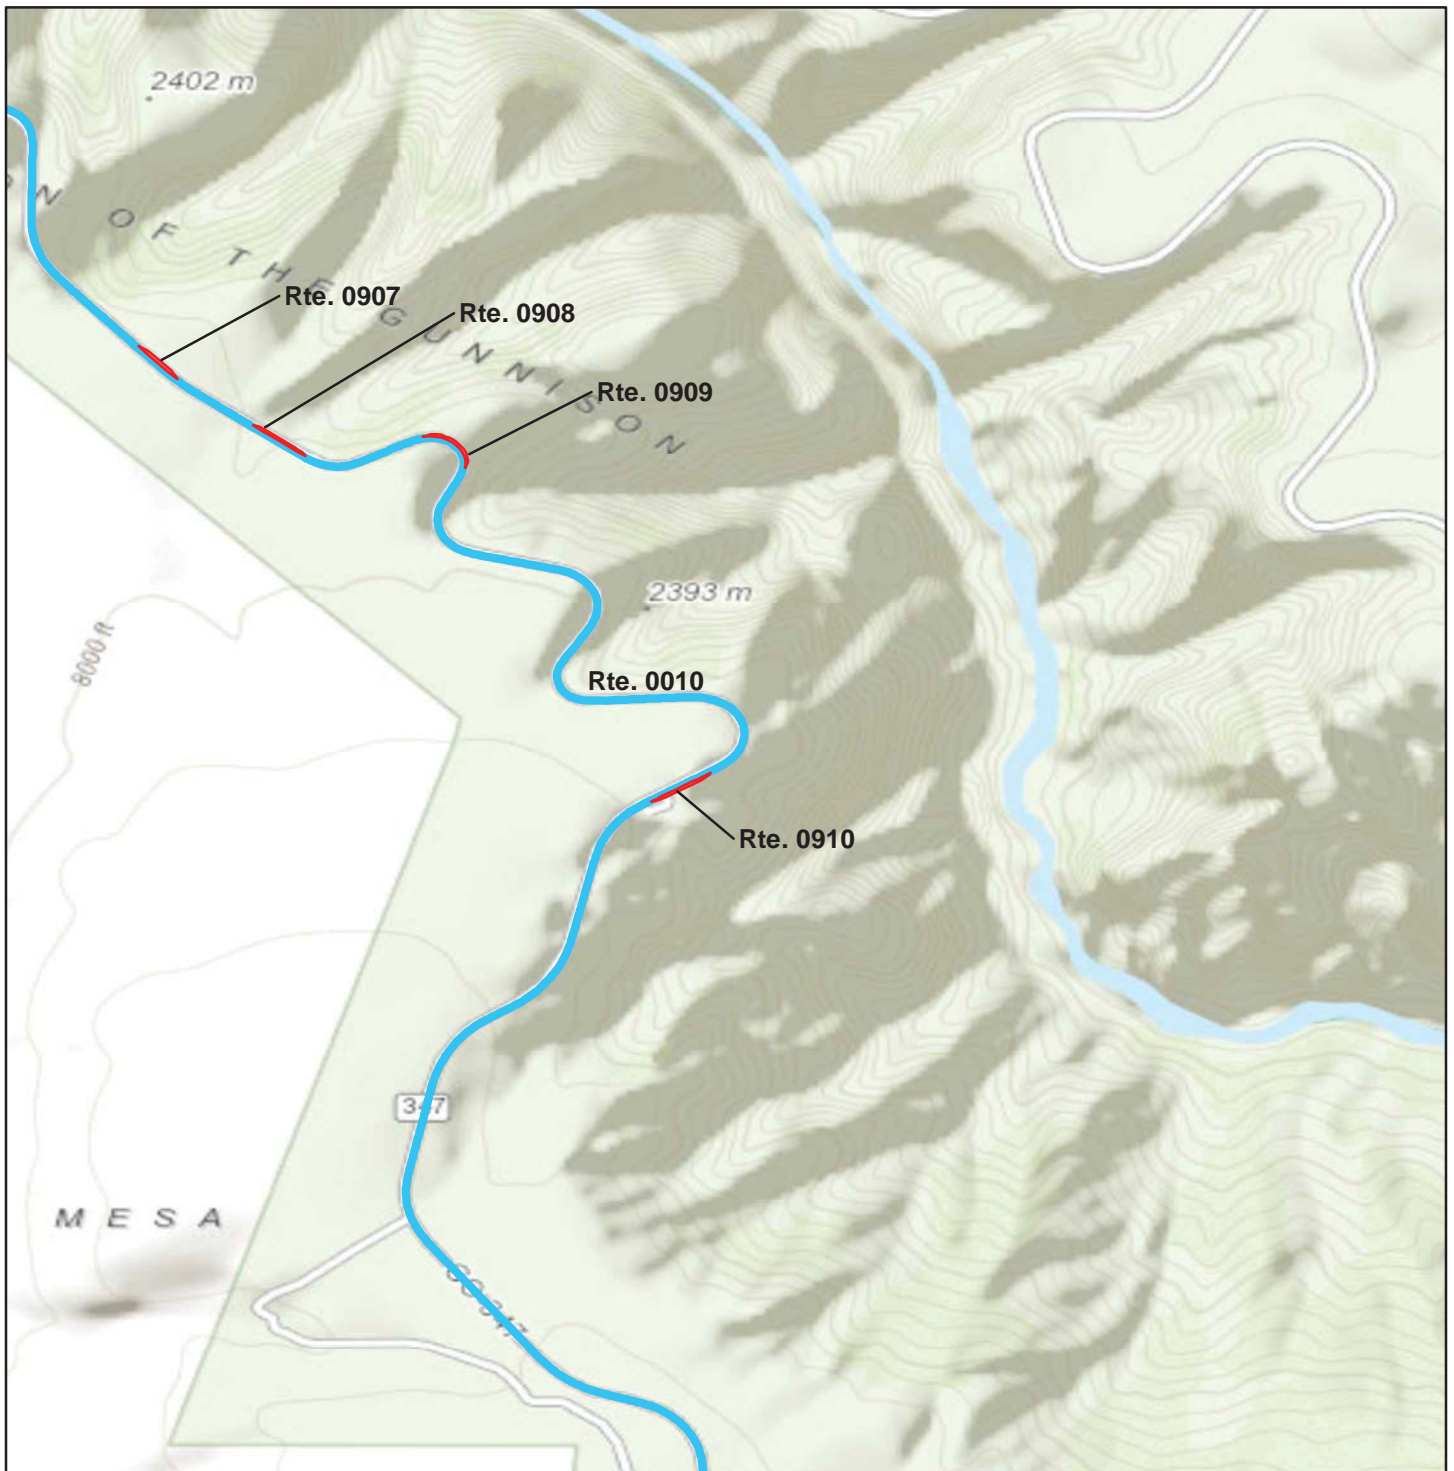 2402 m
ON OF THE GUNNISON
Rte. 0907
Rte. 0908
Rte. 0909
2393 m
8000 ft
Rte. 0010
Rte. 0910
347
MESA
CO 347